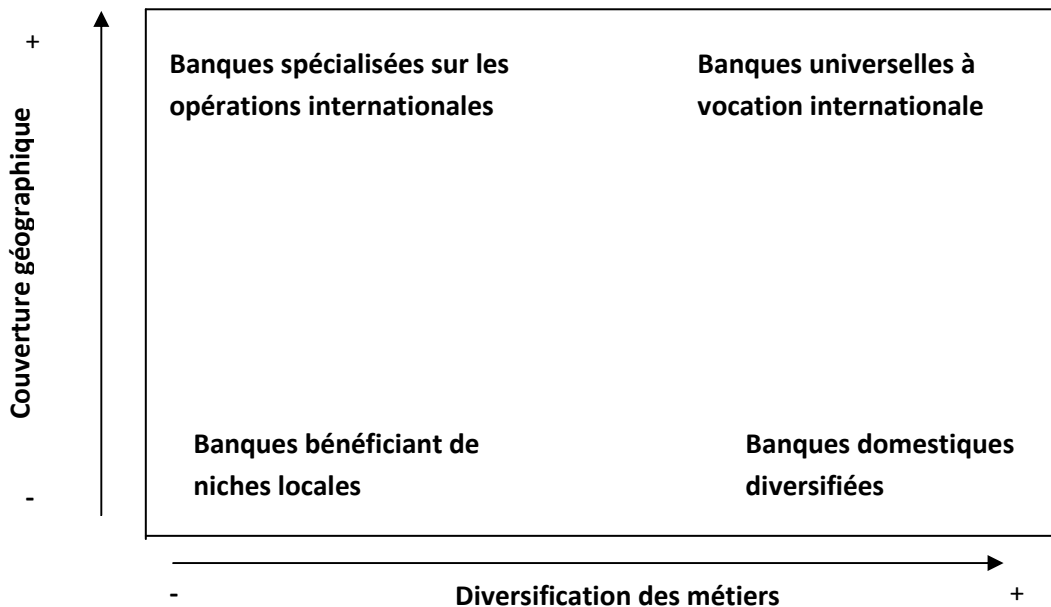 +
Banques spécialisées sur les
opérations internationales
Banques universelles à
vocation internationale
Couverture géographique
Banques bénéficiant de
niches locales
Banques domestiques
diversifiées
-
-
Diversification des métiers
+